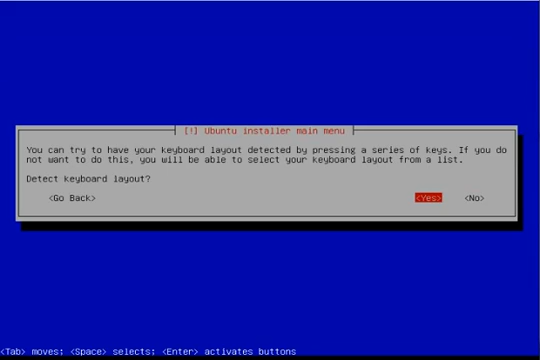 [!] Ubuntu installer main menu
You can try to have your keyboard layout detected by pressing a series of keys. If you do
not want to do this, you will be able to select your keyboard layout from a list.
Detect keyboard layout?
<Go Back> <Yes> <No>
<Tab> moves; <Space> selects; <Enter> activates buttons